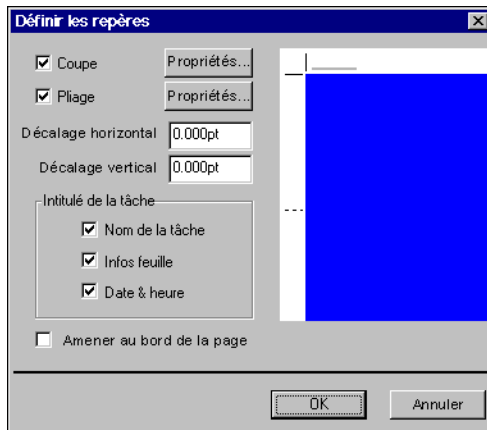 Définir les repères
Coupe
Propriétés...
Pliage
Propriétés...
Décalage horizontal
0.000pt
Décalage vertical
0.000pt
Intitulé de la tâche
Nom de la tâche
Infos feuille
Date & heure
Amener au bord de la page
OK
Annuler